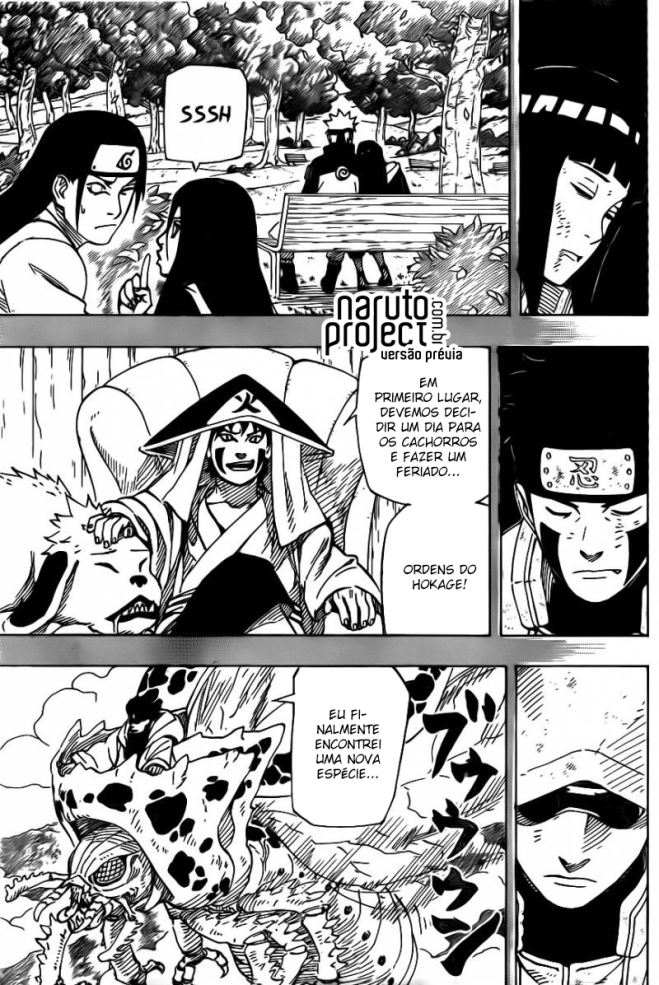 SSSH
naruto
project
.com.br
versão prévia
EM
PRIMEIRO LUGAR,
DEVEMOS DECI-
DIR UM DIA PARA
OS CACHORROS
E FAZER UM
FERIADO...
火
忍
ORDENS DO
HOKAGE!
EU FI-
NALMENTE
ENCONTREI
UMA NOVA
ESPÉCIE...
ブウウウウン